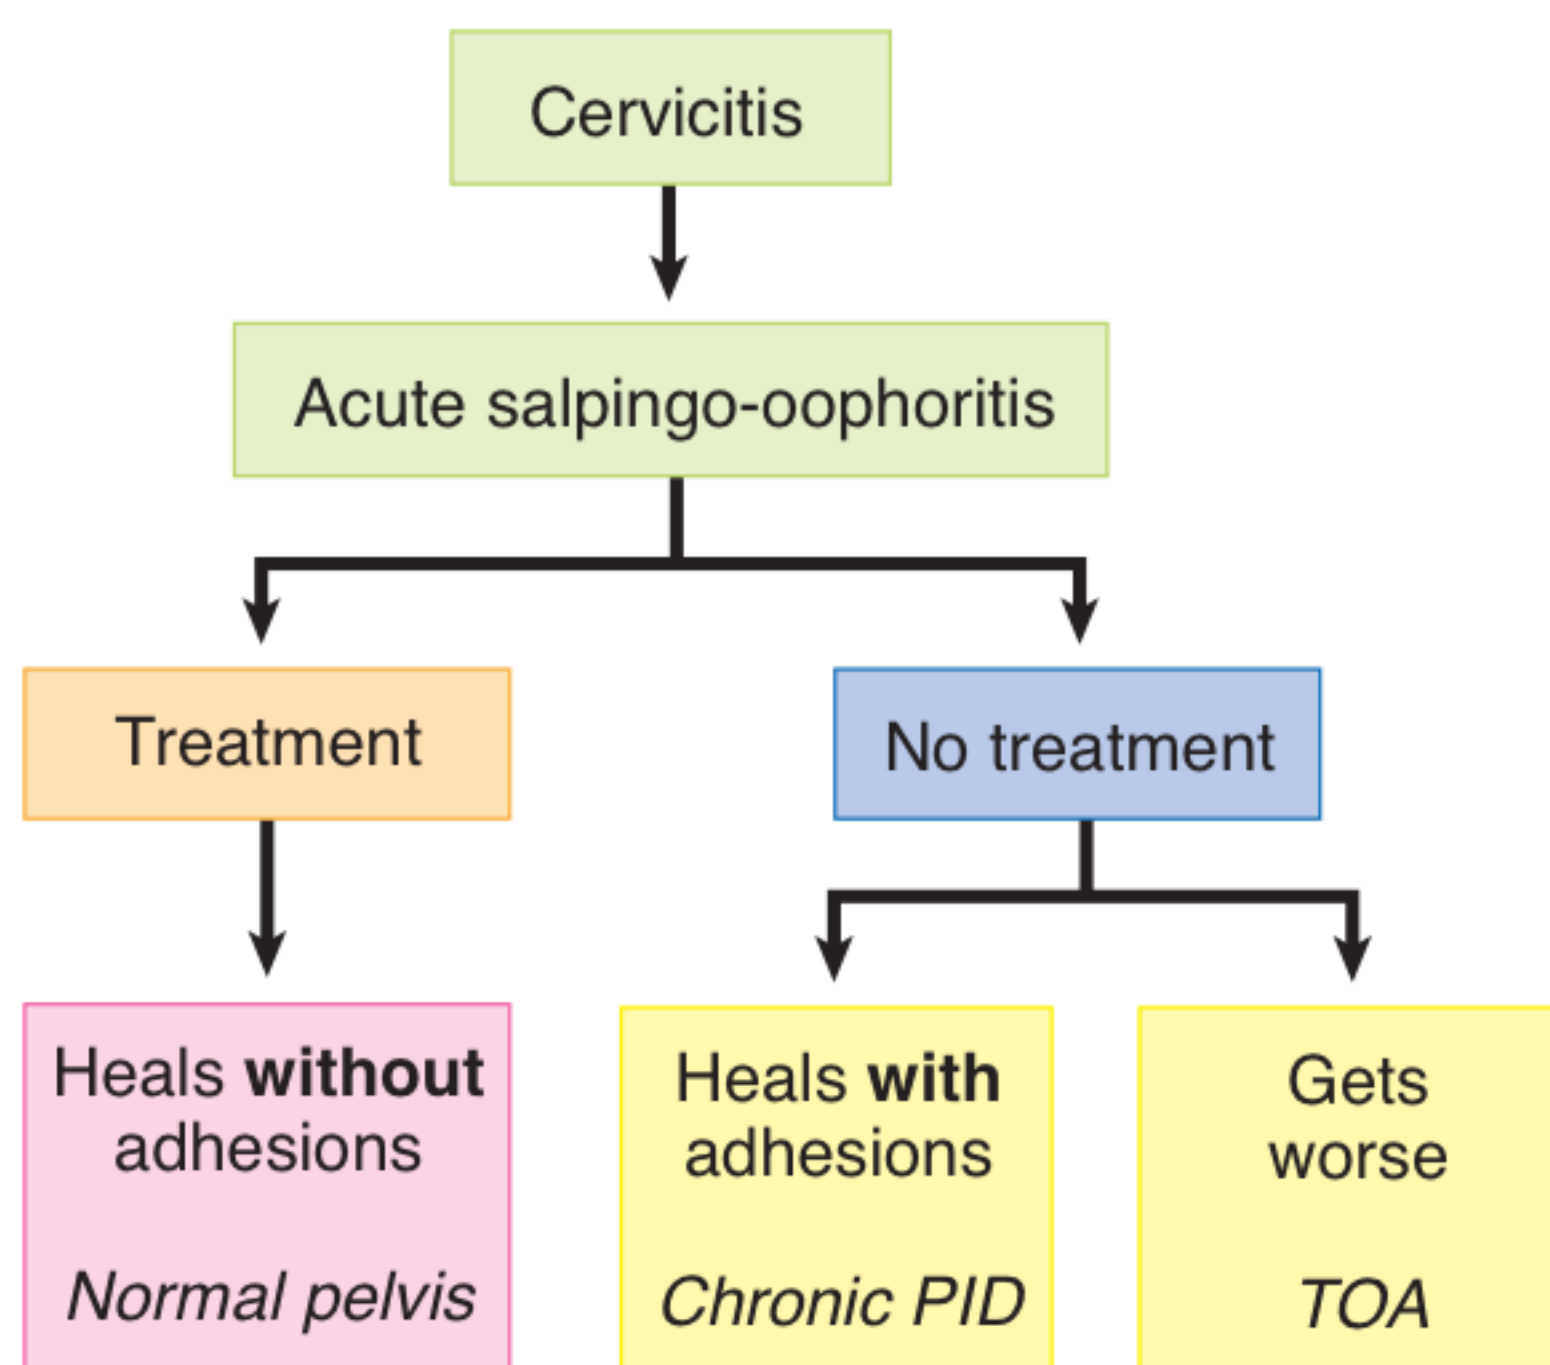 Cervicitis
Acute salpingo-oophoritis
Treatment
No treatment
Heals without
adhesions
Normal pelvis
Heals with
adhesions
Chronic PID
Gets
worse
TOA